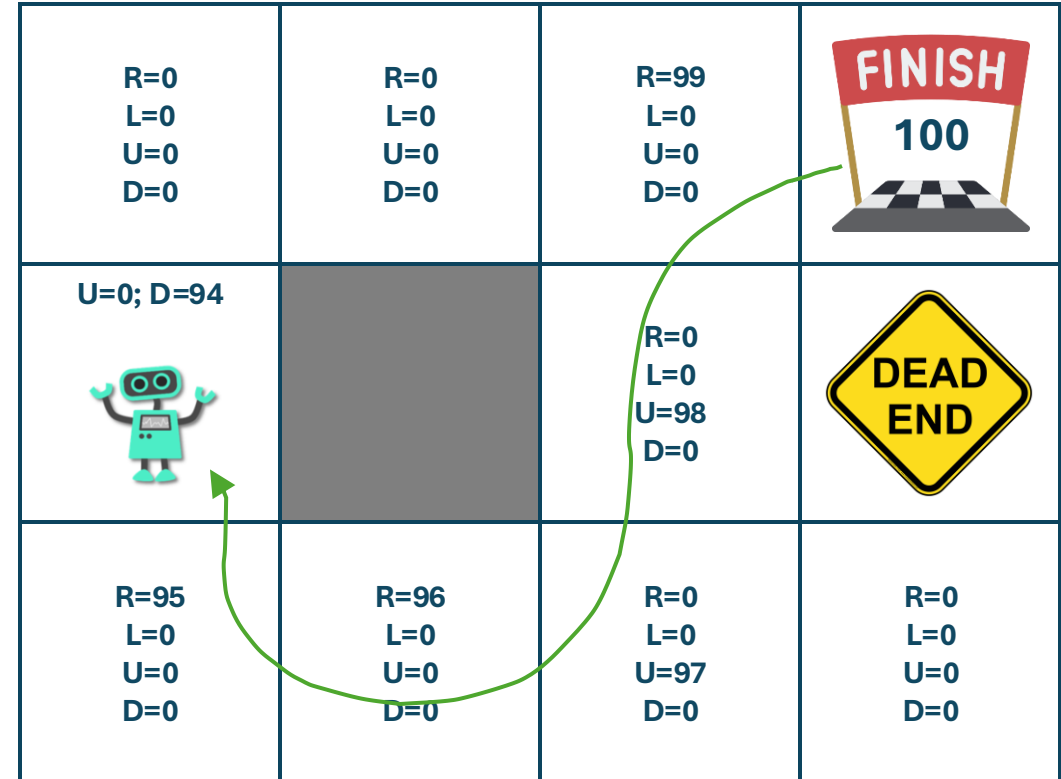 R=0
L=0
U=0
D=0
R=0
L=0
U=0
D=0
R=99
L=0
U=0
D=0
FINISH
100
U=0; D=94
R=0
L=0
U=98
D=0
DEAD
END
R=95
L=0
U=0
D=0
R=96
L=0
U=0
D=0
R=0
L=0
U=97
D=0
R=0
L=0
U=0
D=0